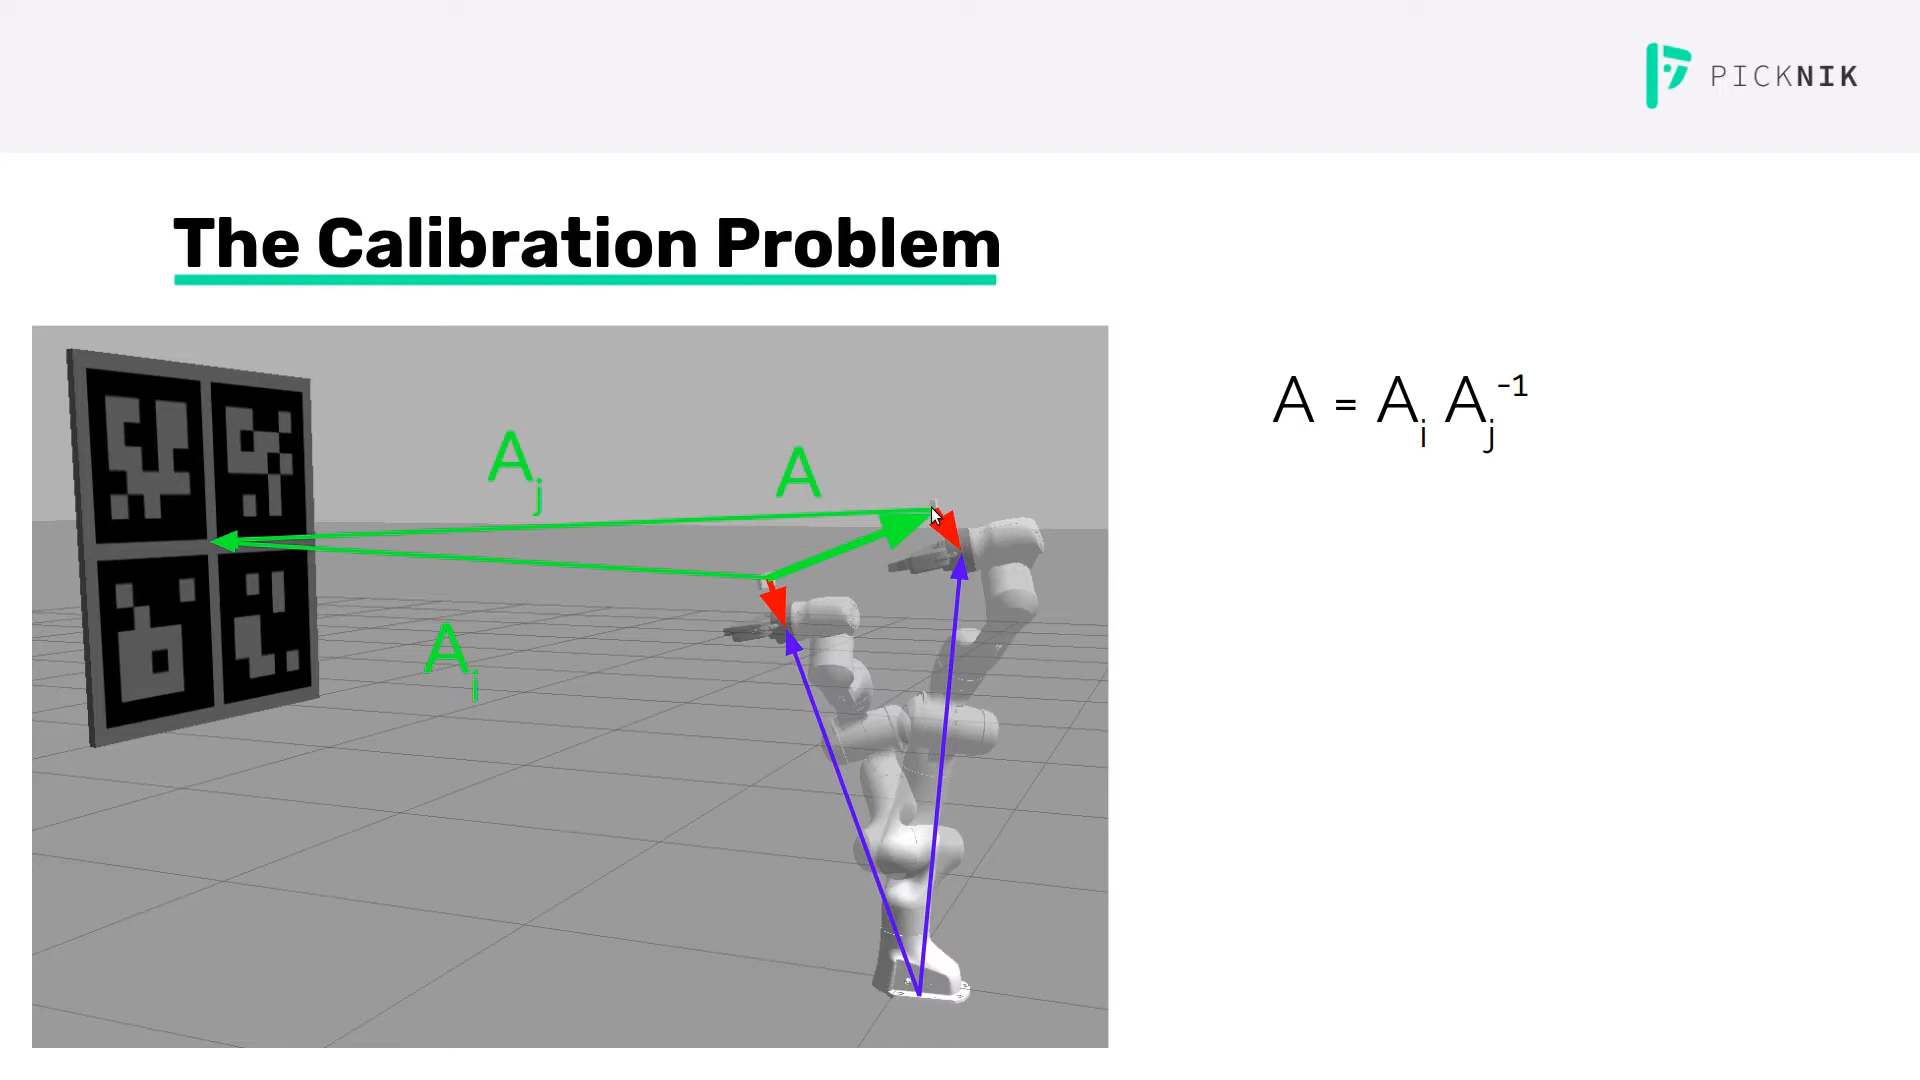 PICKNIK
The Calibration Problem
A = Aᵢ Aⱼ⁻¹
Aⱼ
A
Aᵢ